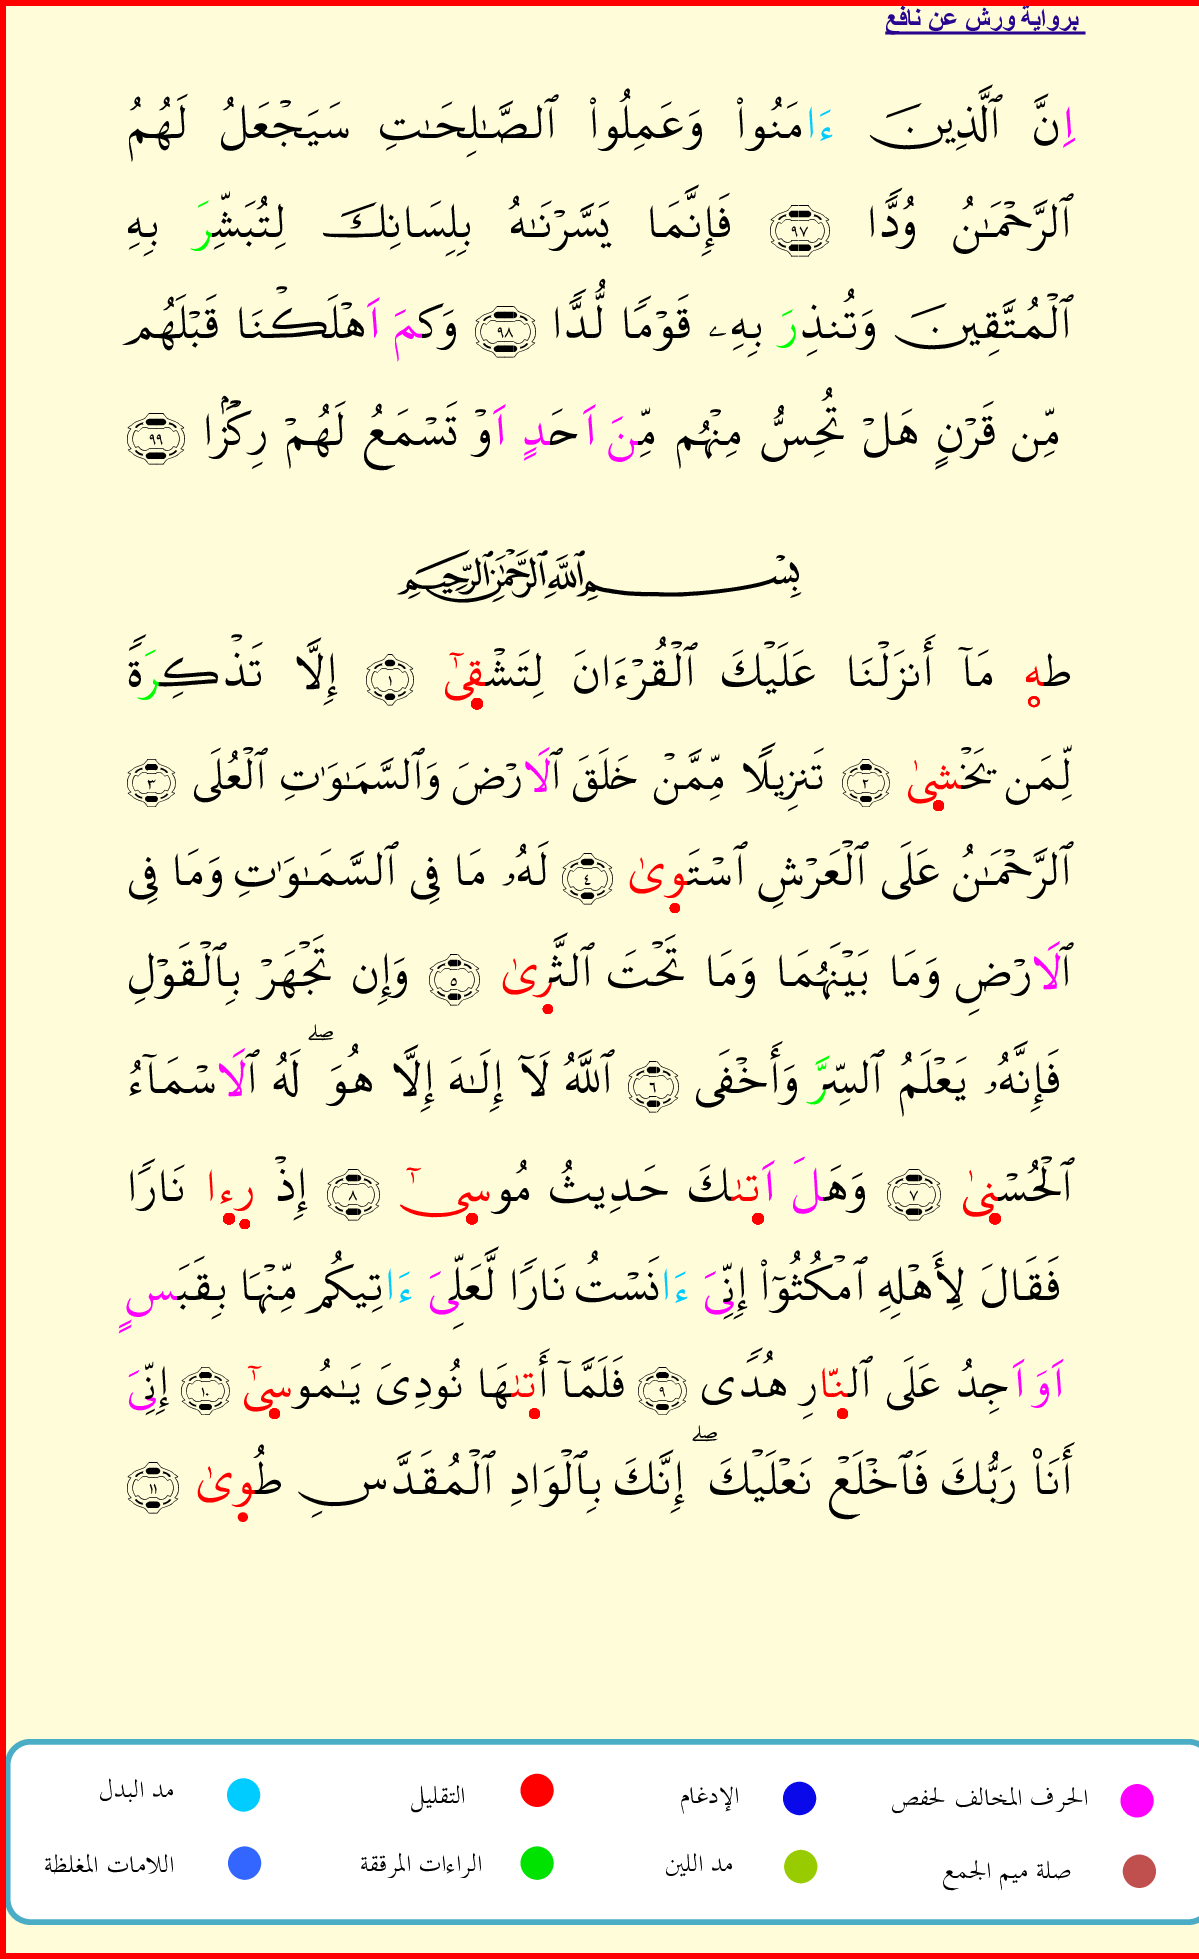 برواية ورش عن نافع
اِنَّ ٱلَّذِينَ ءَامَنُواْ وَعَمِلُواْ ٱلصَّـٰلِحَـٰتِ سَيَجْعَلُ لَهُمُ
ٱلرَّحْمَـٰنُ وُدًّا ٩٧ فَإِنَّمَا يَسَّرْنَـٰهُ بِلِسَانِكَ لِتُبَشِّرَ بِهِ
ٱلْمُتَّقِينَ وَتُنذِرَ بِهِۦ قَوْمًا لُّدًّا ٩٨ وَكَمَ اَهْلَكْنَا قَبْلَهُم
مِّن قَرْنٍ هَلْ تُحِسُّ مِنْهُم مِّنَ اَحَدٍ اَوْ تَسْمَعُ لَهُمْ رِكْزًۢا ٩٩
بِسْمِ ٱللَّهِ ٱلرَّحْمَـٰنِ ٱلرَّحِيمِ
طهِ مَآ أَنزَلْنَا عَلَيْكَ ٱلْقُرْءَانَ لِتَشْقِىٰٓ ١ إِلَّا تَذْكِرَةً
لِّمَن يَخْشِىٰ ٢ تَنزِيلًا مِّمَّنْ خَلَقَ ٱلَارْضَ وَٱلسَّمَـٰوَٰتِ ٱلْعُلَى ٣
ٱلرَّحْمَـٰنُ عَلَى ٱلْعَرْشِ ٱسْتَوِىٰ ٤ لَهُۥ مَا فِى ٱلسَّمَـٰوَٰتِ وَمَا فِى
ٱلَارْضِ وَمَا بَيْنَهُمَا وَمَا تَحْتَ ٱلثَّرِىٰ ٥ وَإِن تَجْهَرْ بِٱلْقَوْلِ
فَإِنَّهُۥ يَعْلَمُ ٱلسِّرَّ وَأَخْفَى ٦ ٱللَّهُ لَآ إِلَـٰهَ إِلَّا هُوَ ۖ لَهُ ٱلَاسْمَآءُ
ٱلْحُسْنِىٰ ٧ وَهَلَ اَتِىٰكَ حَدِيثُ مُوسِىٰٓ ٨ إِذْ رِءِا نَارًا
فَقَالَ لِأَهْلِهِ ٱمْكُثُوٓاْ إِنِّىَ ءَانَسْتُ نَارًا لَّعَلِّىَ ءَاتِيكُم مِّنْهَا بِقَبَسٍ
اَوَ اَجِدُ عَلَى ٱلنِّارِ هُدًى ٩ فَلَمَّآ أَتِىٰهَا نُودِىَ يَـٰمُوسِىٰٓ ١٠ إِنِّىَ
أَنَاْ رَبُّكَ فَٱخْلَعْ نَعْلَيْكَ ۖ إِنَّكَ بِٱلْوَادِ ٱلْمُقَدَّسِ طُوِىٰ ١١
الحرف المخالف لحفص الإدغام التقليل مد البدل
صلة ميم الجمع مد اللين الراءات المرققة اللامات المغلظة